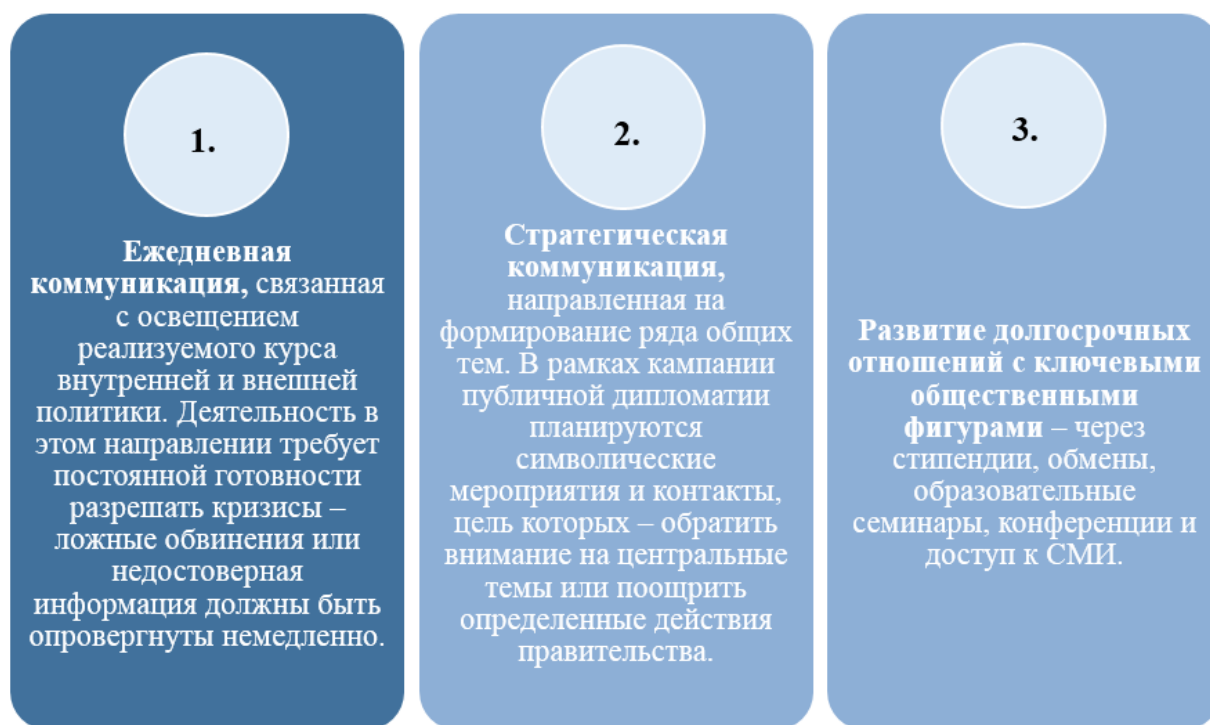 1.
Ежедневная
коммуникация, связанная
с освещением
реализуемого курса
внутренней и внешней
политики. Деятельность в
этом направлении требует
постоянной готовности
разрешать кризисы –
ложные обвинения или
недостоверная
информация должны быть
опровергнуты немедленно.
2.
Стратегическая
коммуникация,
направленная на
формирование ряда общих
тем. В рамках кампании
публичной дипломатии
планируются
символические
мероприятия и контакты,
цель которых – обратить
внимание на центральные
темы или поощрить
определенные действия
правительства.
3.
Развитие долгосрочных
отношений с ключевыми
общественными
фигурами – через
стипендии, обмены,
образовательные
семинары, конференции и
доступ к СМИ.